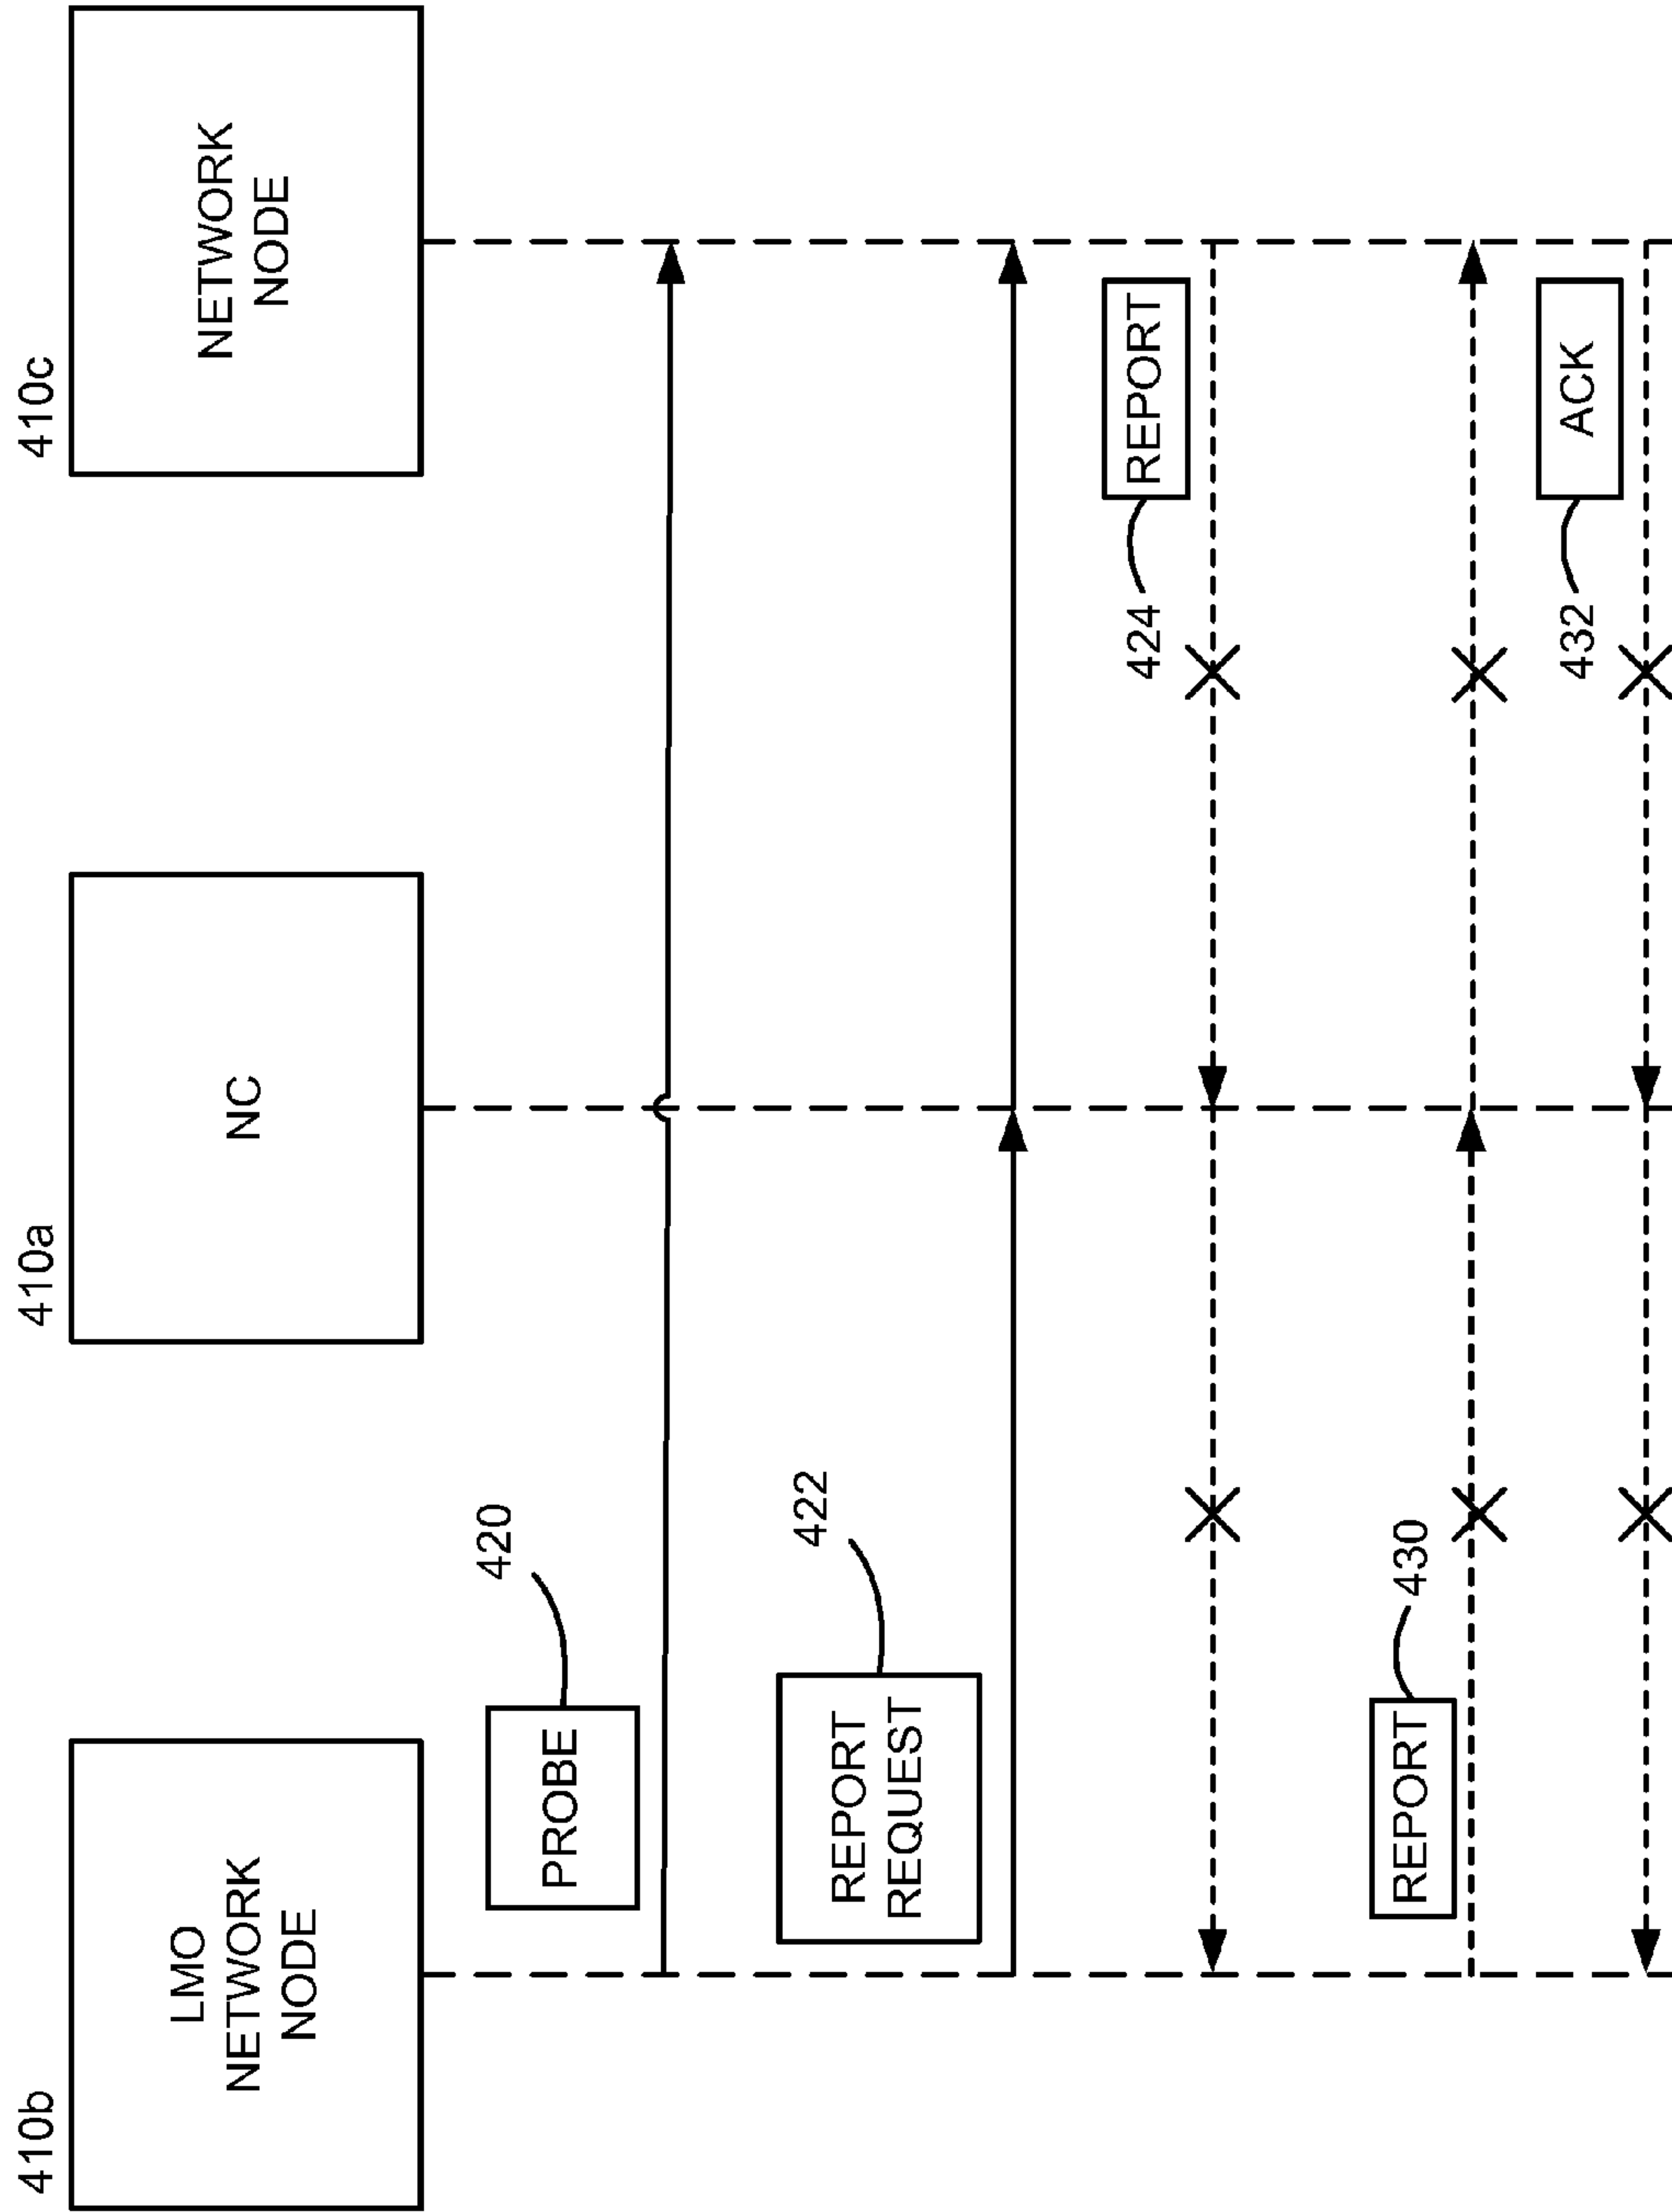 410b
LMO
NETWORK
NODE
410a
NC
410c
NETWORK
NODE
PROBE
420
REPORT
REQUEST
422
424
REPORT
REPORT
430
432
ACK